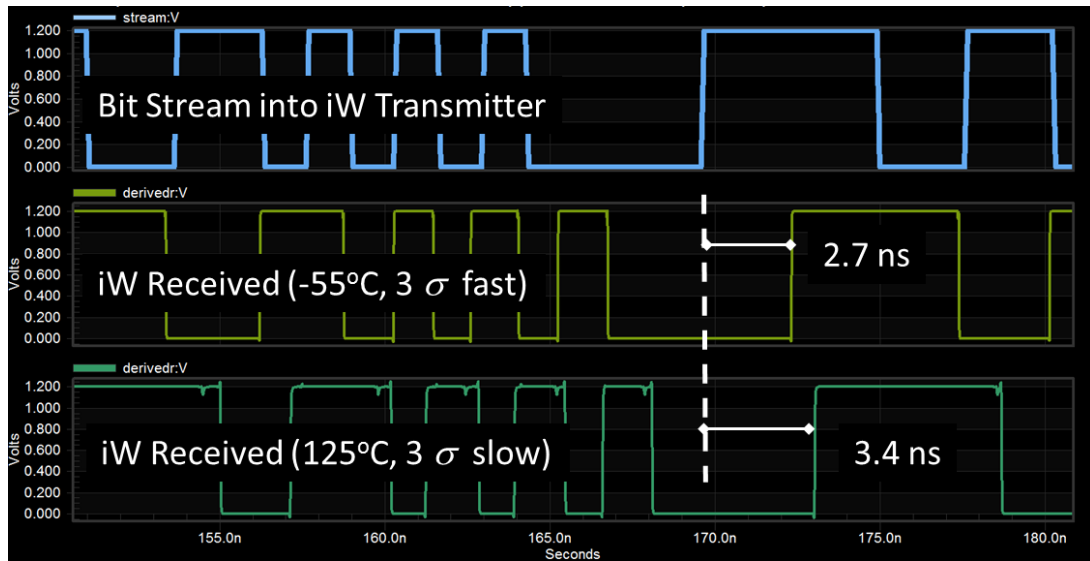 stream:V
1.200
1.000
0.800
0.600
0.400
0.200
0.000
Volts
Bit Stream into iW Transmitter
derivedr:V
1.200
1.000
0.800
0.600
0.400
0.200
0.000
Volts
iW Received (-55°C, 3 σ fast)
2.7 ns
derivedr:V
1.200
1.000
0.800
0.600
0.400
0.200
0.000
Volts
iW Received (125°C, 3 σ slow)
3.4 ns
155.0n 160.0n 165.0n 170.0n 175.0n 180.0n
Seconds